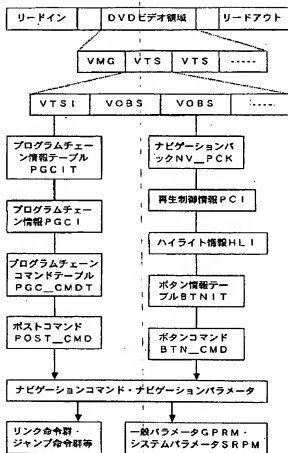 リードイン DVDビデオ領域 リードアウト
VMG VTS VTS -----
VTSI VOBS VOBS -----
プログラムチェー
ン情報テーブル
PGCIT
ナビゲーションパ
ックNV_PCK
プログラムチェー
ン情報PGCI
再生制御情報PCI
ハイライト情報HLI
プログラムチェーン
コマンドテーブル
PGC_CMDT
ボタン情報テ
ーブルBTNIT
ポストコマンド
POST_CMD
ボタンコマンド
BTN_CMD
ナビゲーションコマンド・ナビゲーションパラメータ
リンク命令群・
ジャンプ命令群等
一般パラメータGPRM・
システムパラメータSRPM